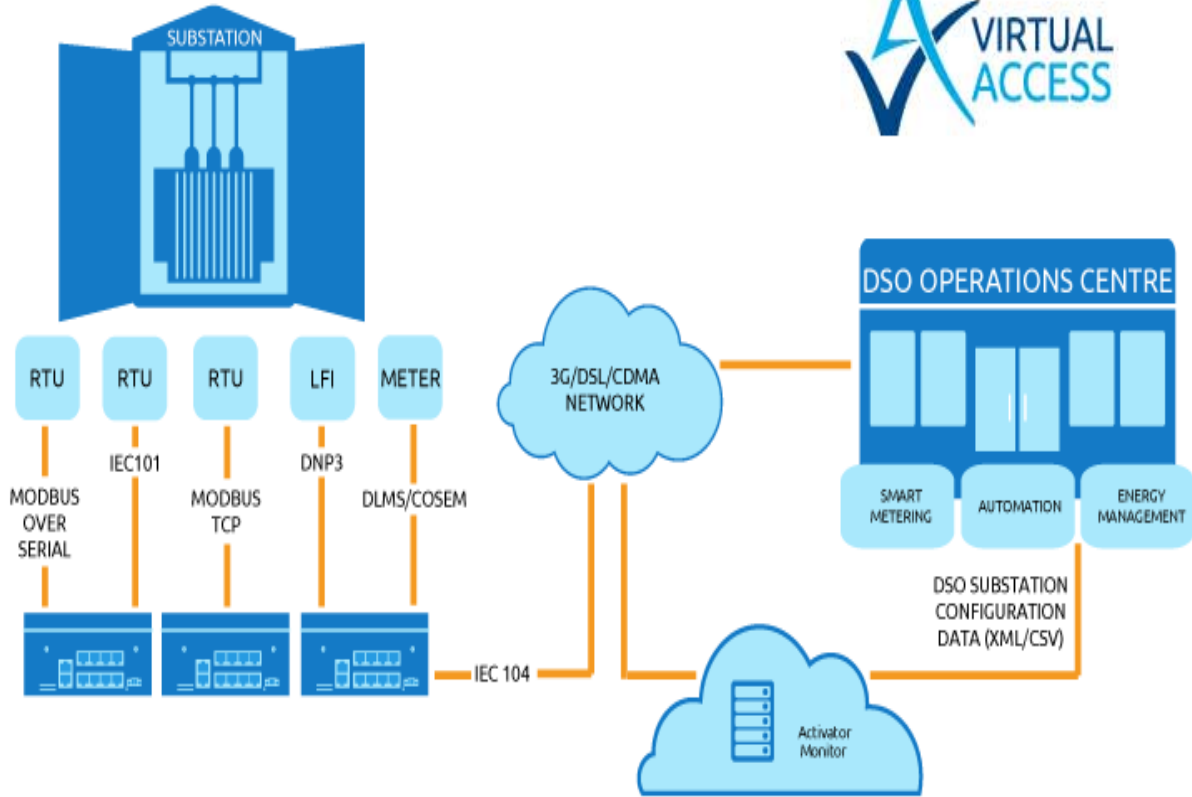 SUBSTATION
VIRTUAL
ACCESS
DSO OPERATIONS CENTRE
RTU
RTU
RTU
LFI
METER
3G/DSL/CDMA
NETWORK
IEC101
DNP3
MODBUS
OVER
SERIAL
MODBUS
TCP
DLMS/COSEM
SMART
METERING
AUTOMATION
ENERGY
MANAGEMENT
DSO SUBSTATION
CONFIGURATION
DATA (XML/CSV)
IEC 104
Activator
Monitor